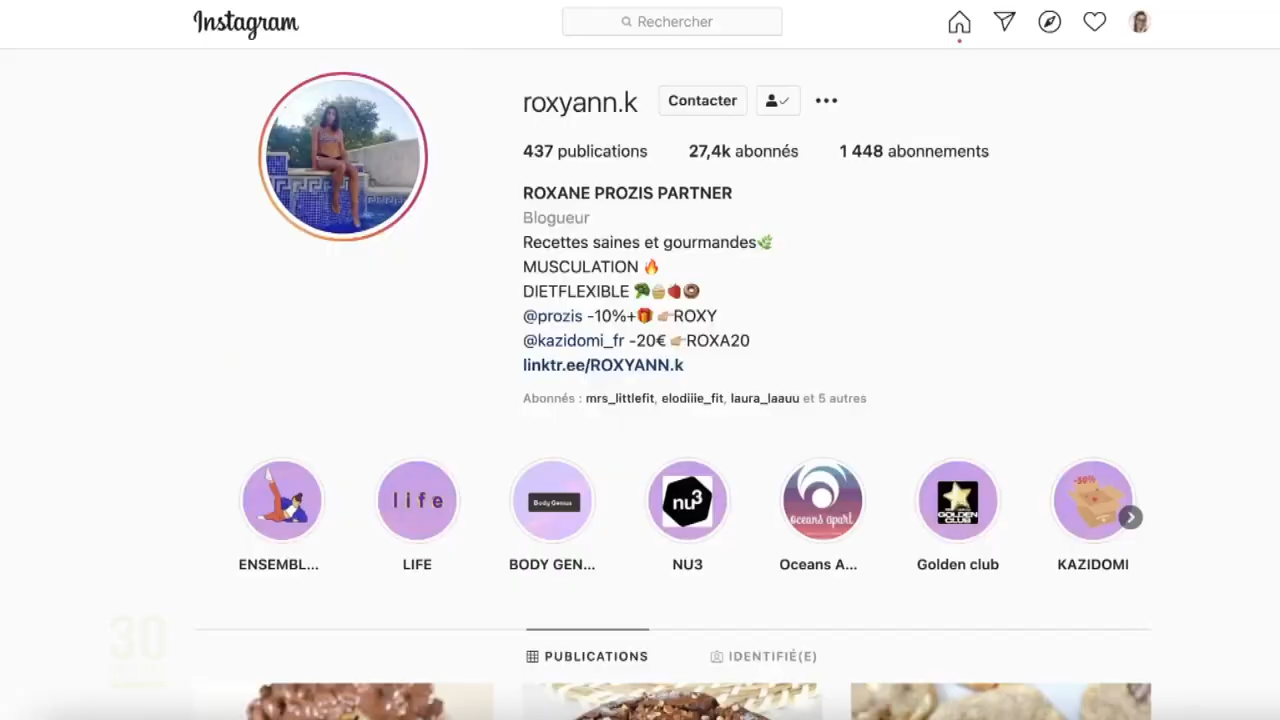 Instagram
Rechercher
roxyann.k Contacter
437 publications 27,4k abonnés 1 448 abonnements
ROXANE PROZIS PARTNER
Blogueur
Recettes saines et gourmandes🌿
MUSCULATION 🔥
DIETFLEXIBLE 🥦🧁🍓🍩
@prozis -10%+🎁 👉🏼ROXY
@kazidomi_fr -20€ 👉🏼ROXA20
linktr.ee/ROXYANN.k
Abonnés : mrs_littlefit, elodiiie_fit, laura_laauu et 5 autres
life
Body Genius
nu3
oceans apart
GOLDEN CLUB
-50%
ENSEMBL... LIFE BODY GEN... NU3 Oceans A... Golden club KAZIDOMI
30
PUBLICATIONS IDENTIFIÉ(E)